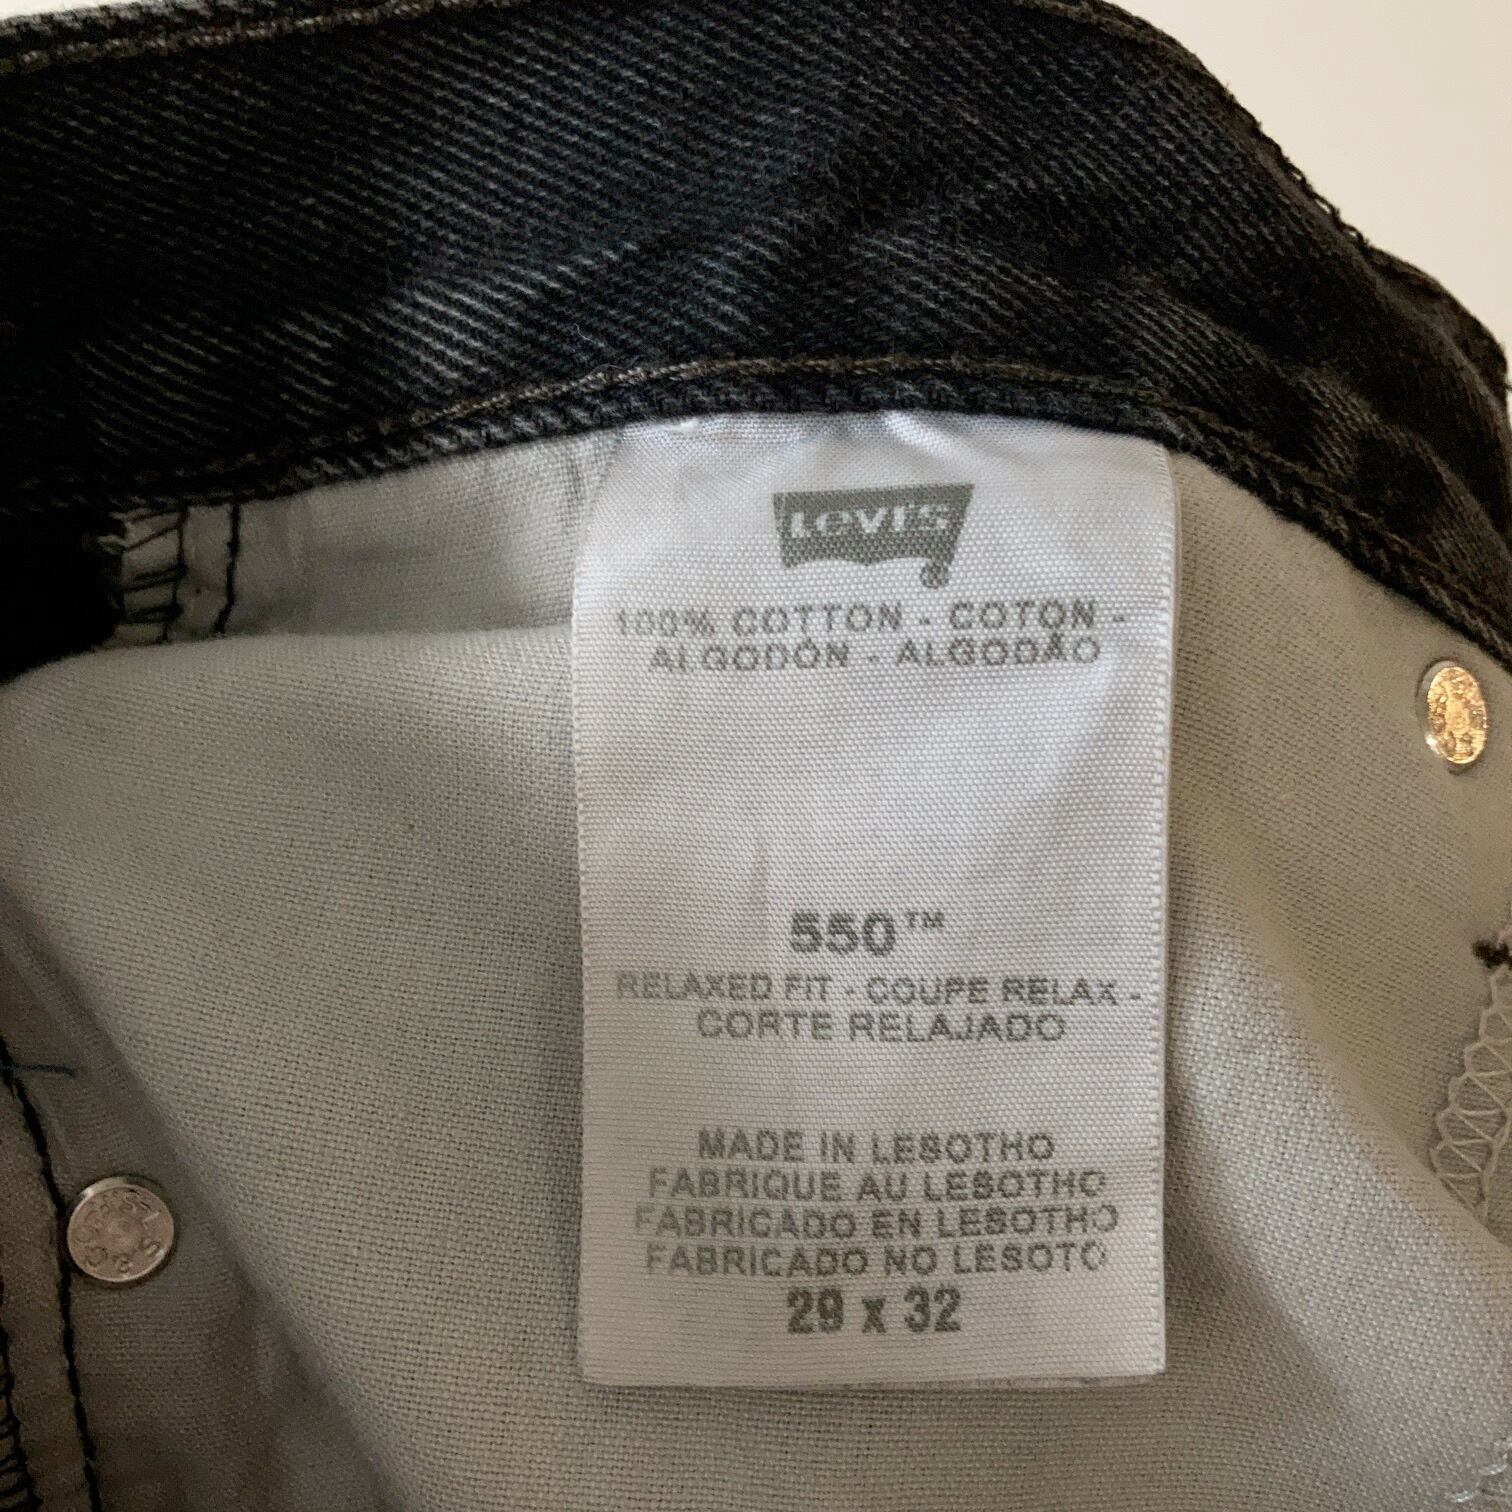 LEVI'S
®
100% COTTON - COTON -
ALGODÓN - ALGODÃO
550™
RELAXED FIT - COUPE RELAX -
CORTE RELAJADO
MADE IN LESOTHO
FABRIQUE AU LESOTHO
FABRICADO EN LESOTHO
FABRICADO NO LESOTO
29 x 32